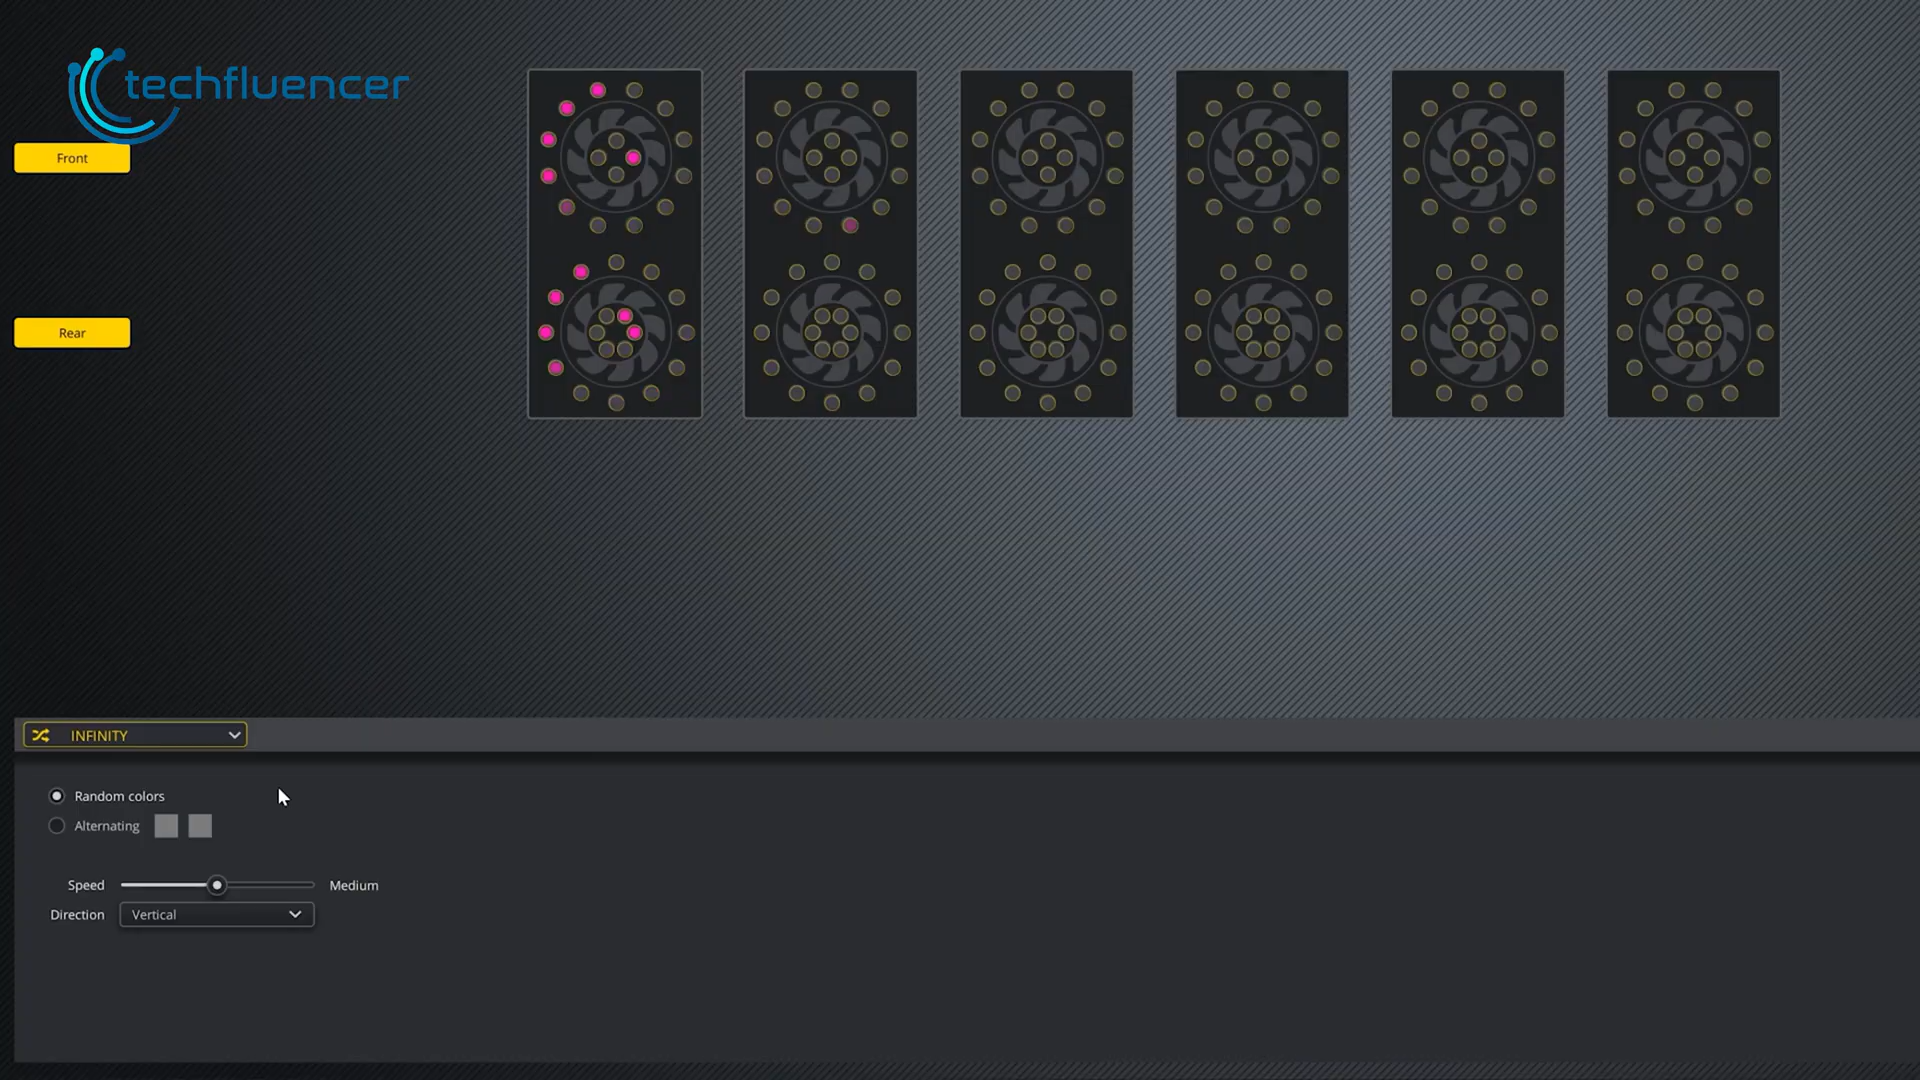 techfluencer
Front
Rear
INFINITY
Random colors
Alternating
Speed Medium
Direction Vertical